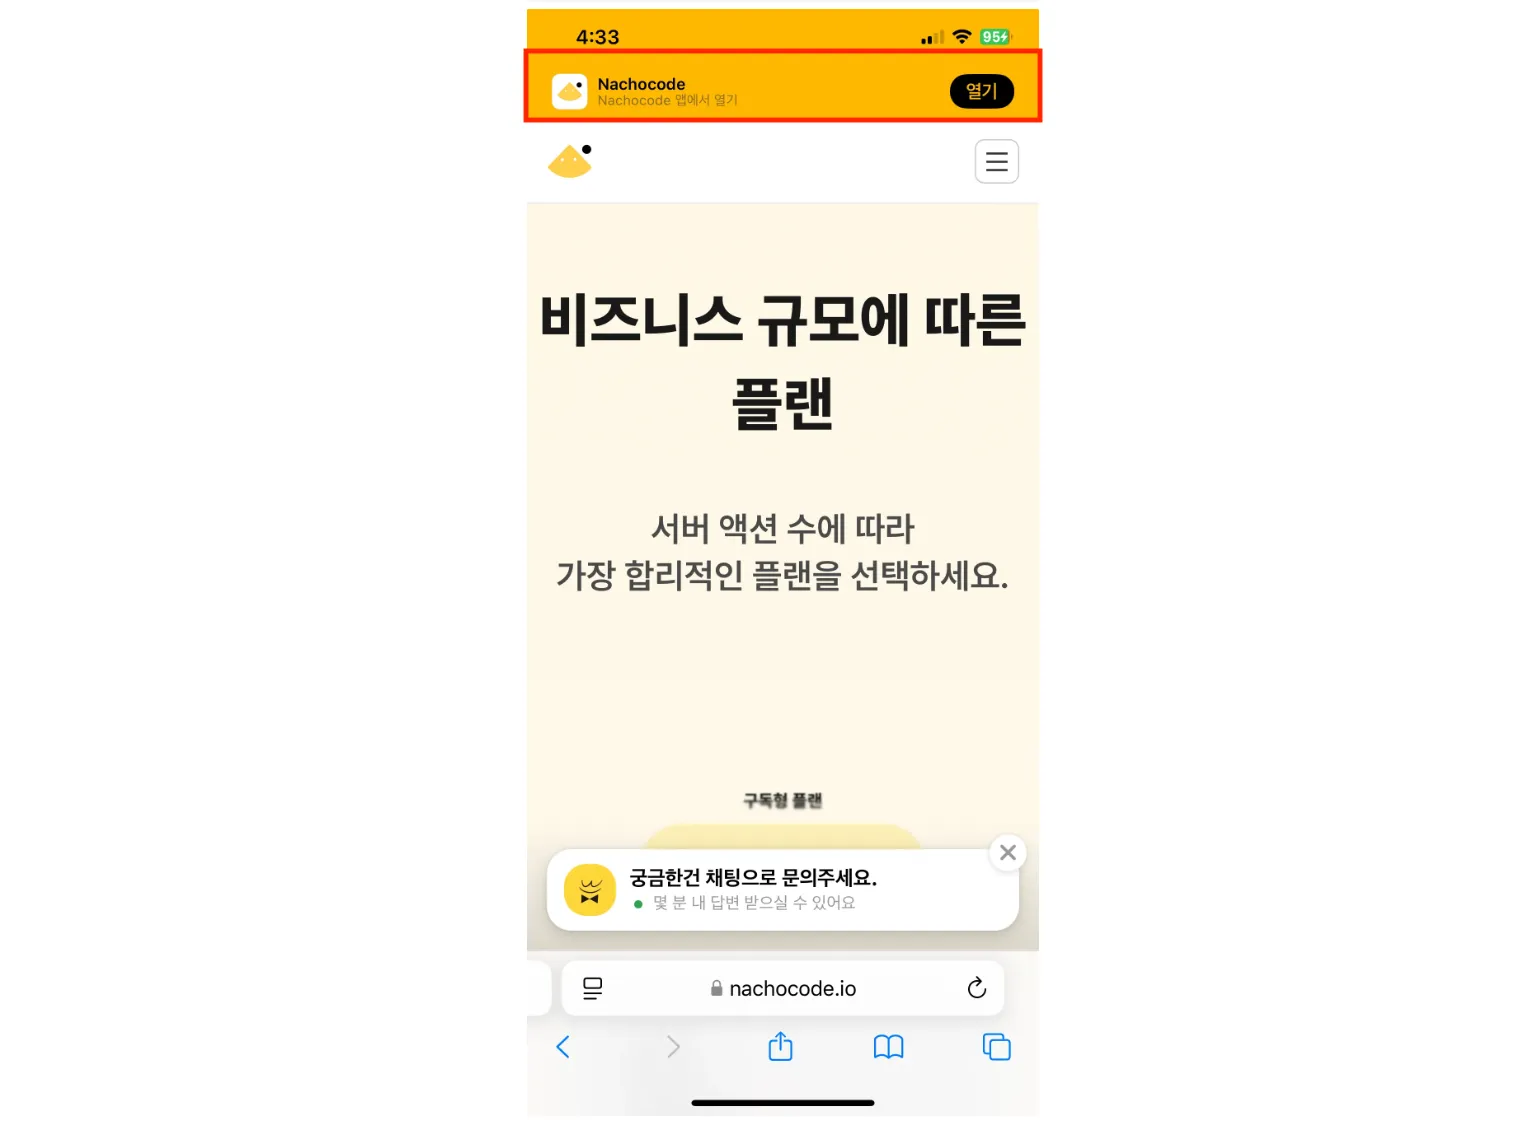 4:33
95
Nachocode
Nachocode 앱에서 열기
열기
비즈니스 규모에 따른
플랜
서버 액션 수에 따라
가장 합리적인 플랜을 선택하세요.
구독형 플랜
궁금한건 채팅으로 문의주세요.
몇 분 내 답변 받으실 수 있어요
nachocode.io